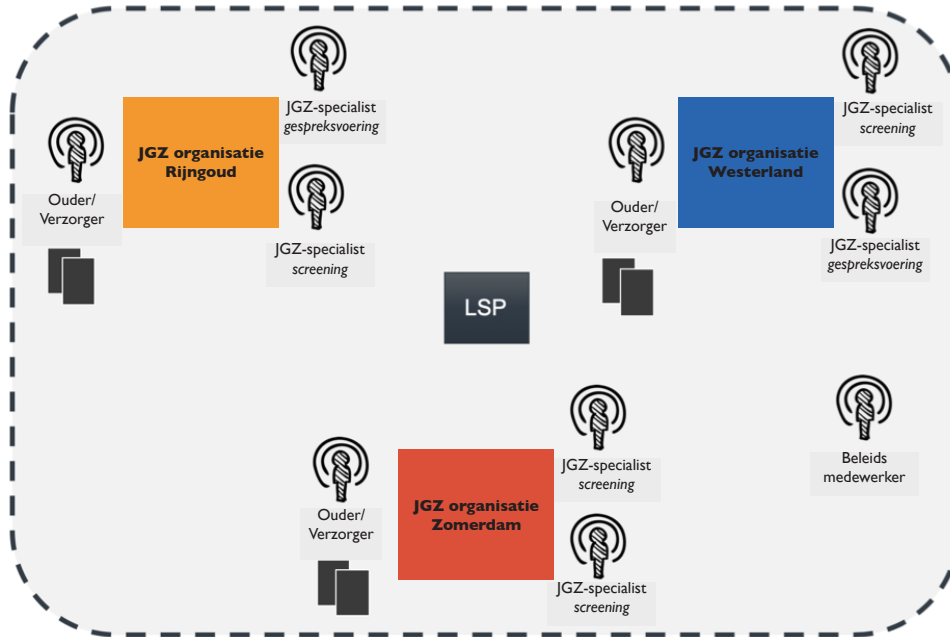 JGZ-specialist
gespreksvoering
JGZ organisatie
Rijngoud
Ouder/
Verzorger
JGZ-specialist
screening
JGZ-specialist
screening
JGZ organisatie
Westerland
Ouder/
Verzorger
JGZ-specialist
gespreksvoering
LSP
JGZ-specialist
screening
Beleids
medewerker
JGZ organisatie
Zomerdam
Ouder/
Verzorger
JGZ-specialist
screening